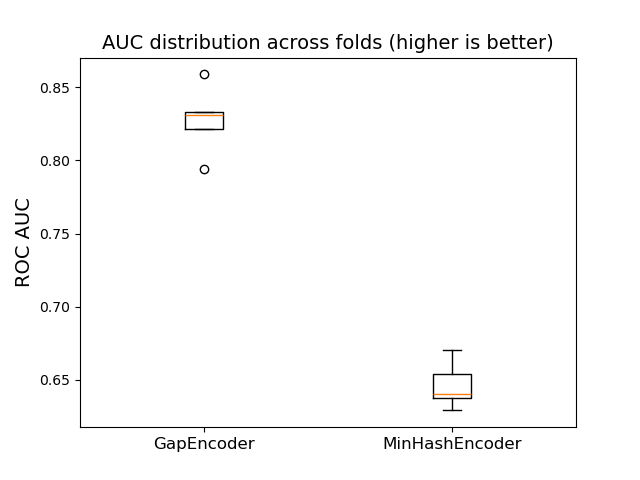 AUC distribution across folds (higher is better)
ROC AUC
0.85
0.80
0.75
0.70
0.65
GapEncoder
MinHashEncoder